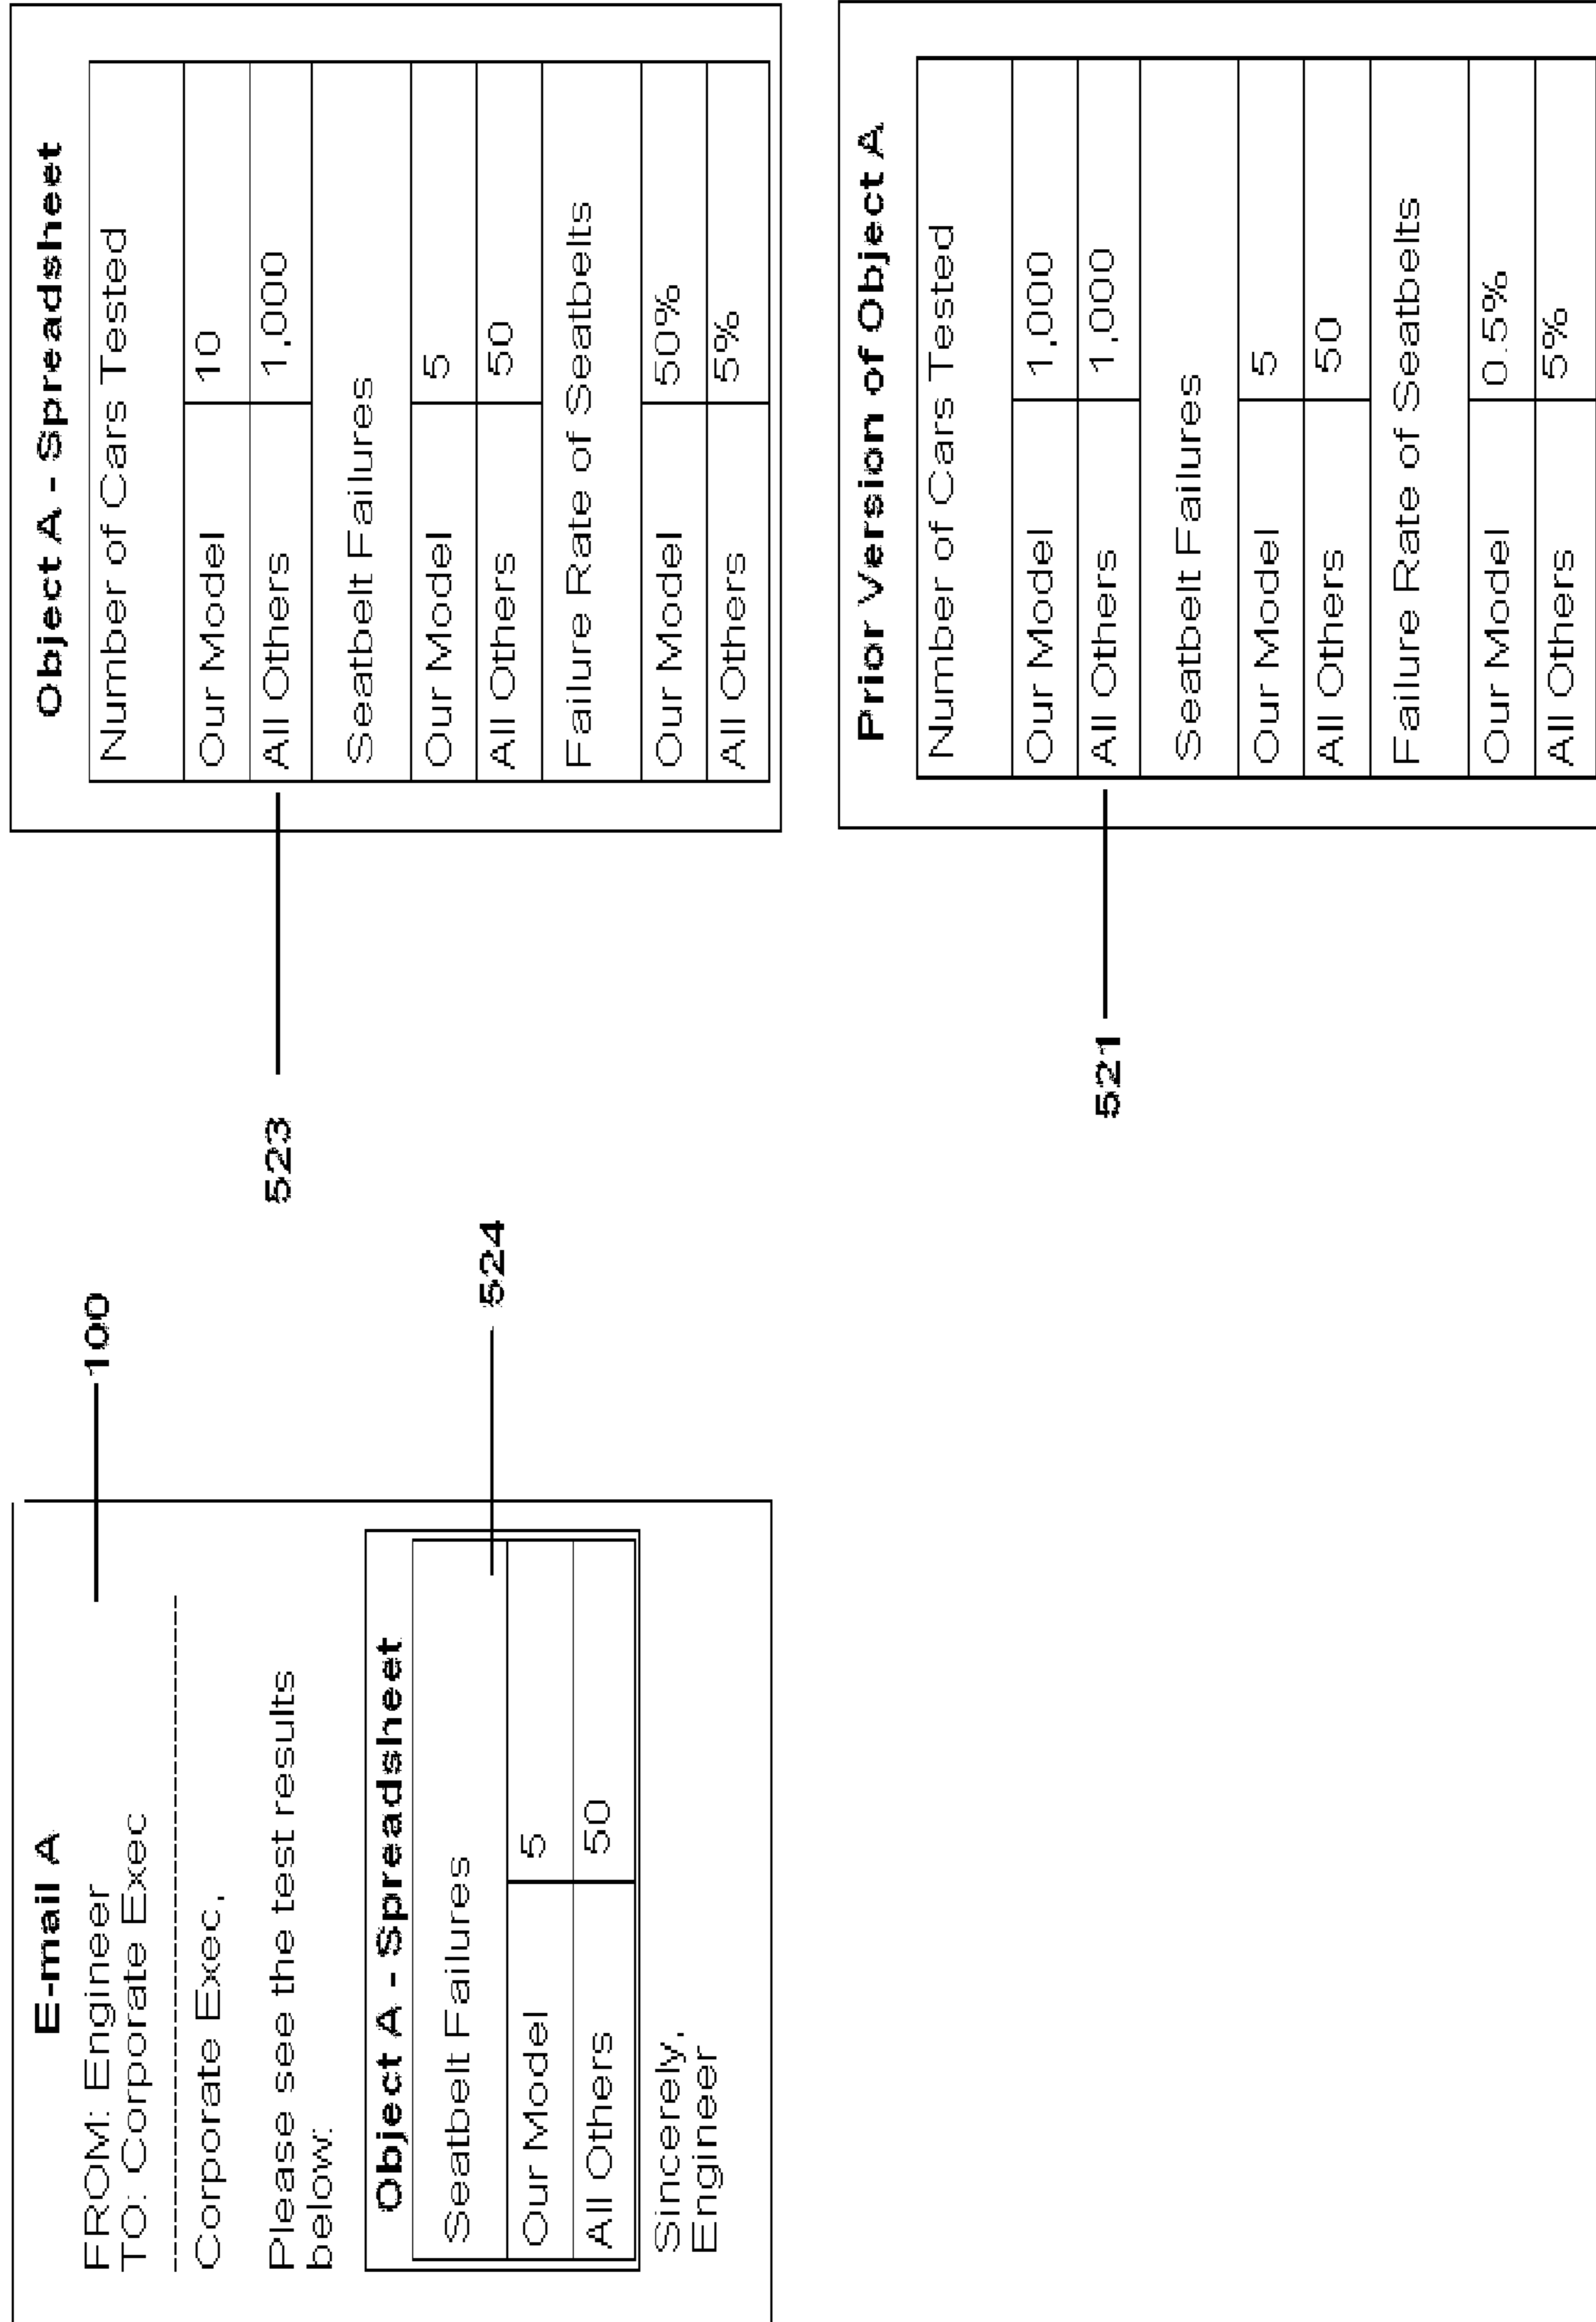 E-mail A
FROM: Engineer
TO: Corporate Exec
Corporate Exec,
Please see the test results
below:
Object A - Spreadsheet
Seatbelt Failures
Our Model 5
All Others 50
Sincerely,
Engineer
100
524
Object A - Spreadsheet
Number of Cars Tested
Our Model 10
All Others 1,000
Seatbelt Failures
Our Model 5
All Others 50
Failure Rate of Seatbelts
Our Model 50%
All Others 5%
523
Prior Version of Object A
Number of Cars Tested
Our Model 1,000
All Others 1,000
Seatbelt Failures
Our Model 5
All Others 50
Failure Rate of Seatbelts
Our Model 0.5%
All Others 5%
521